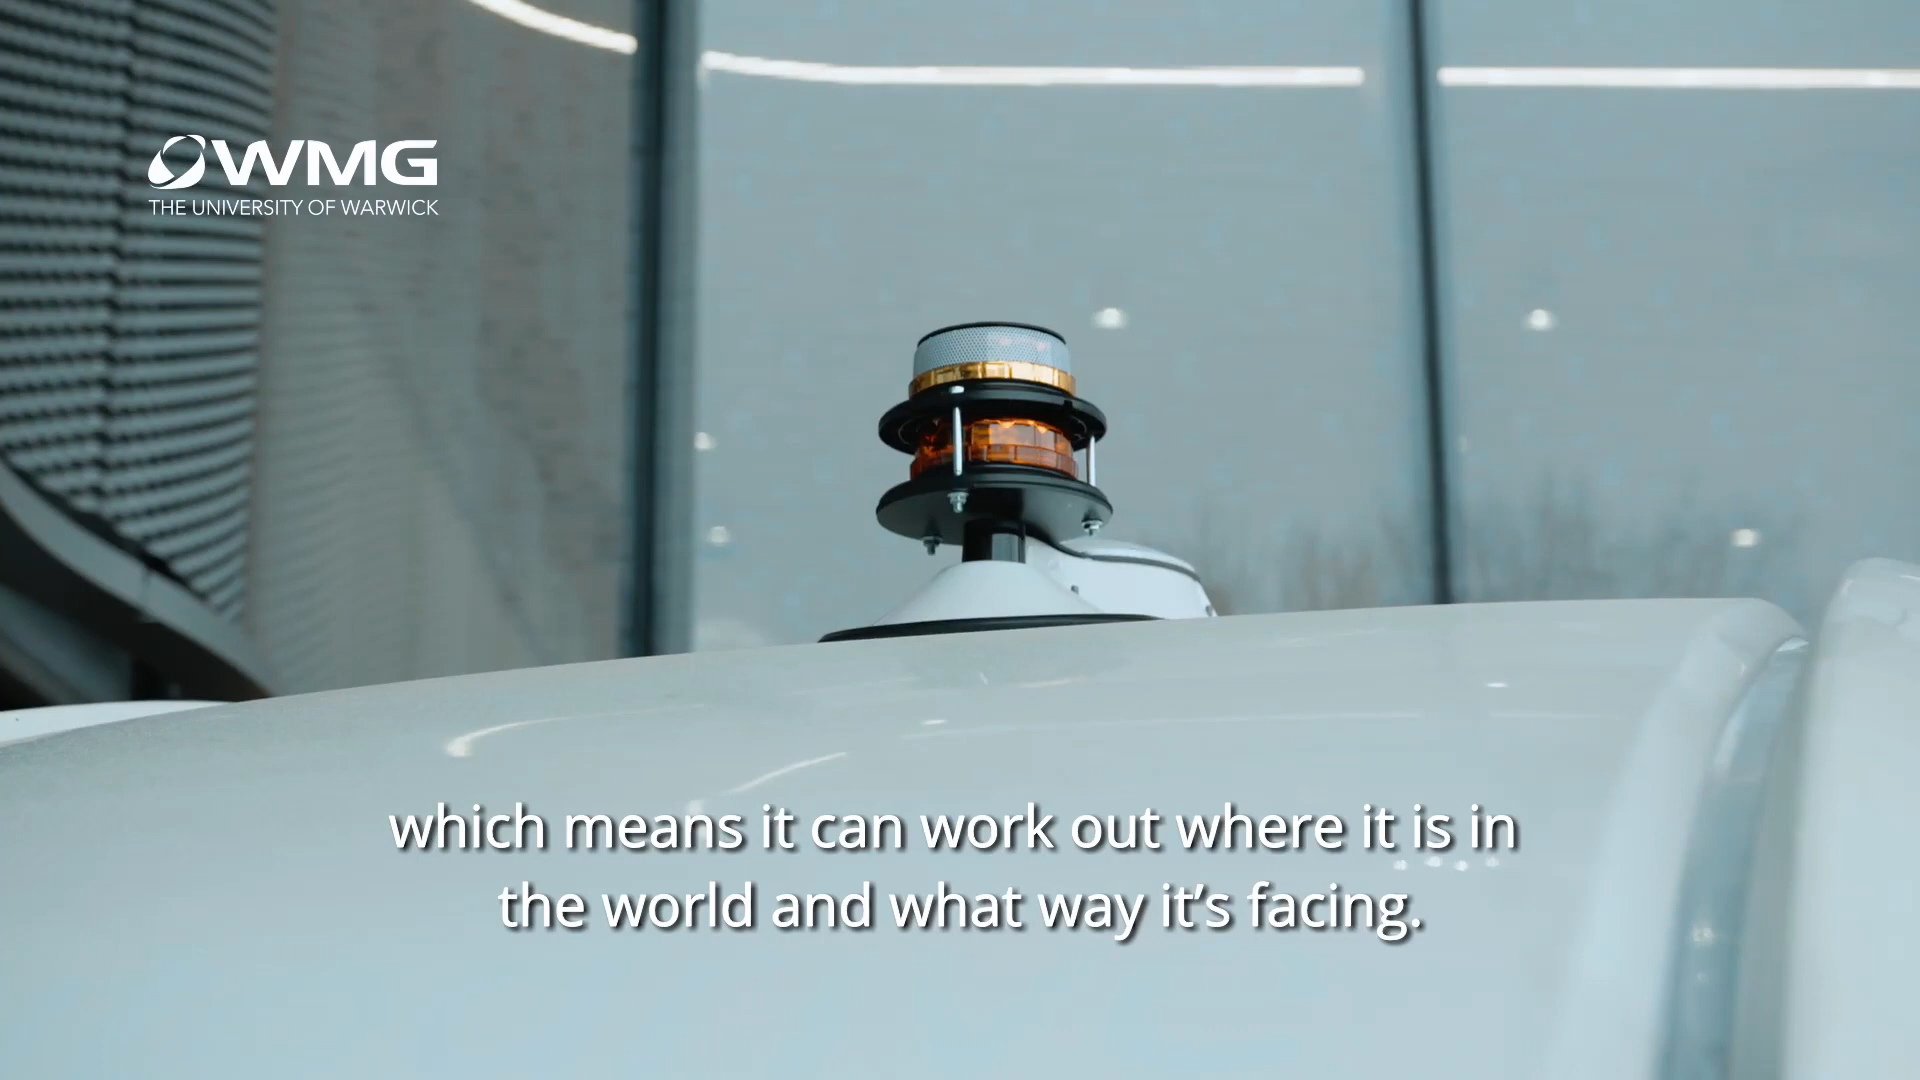 WMG
THE UNIVERSITY OF WARWICK
which means it can work out where it is in
the world and what way it’s facing.